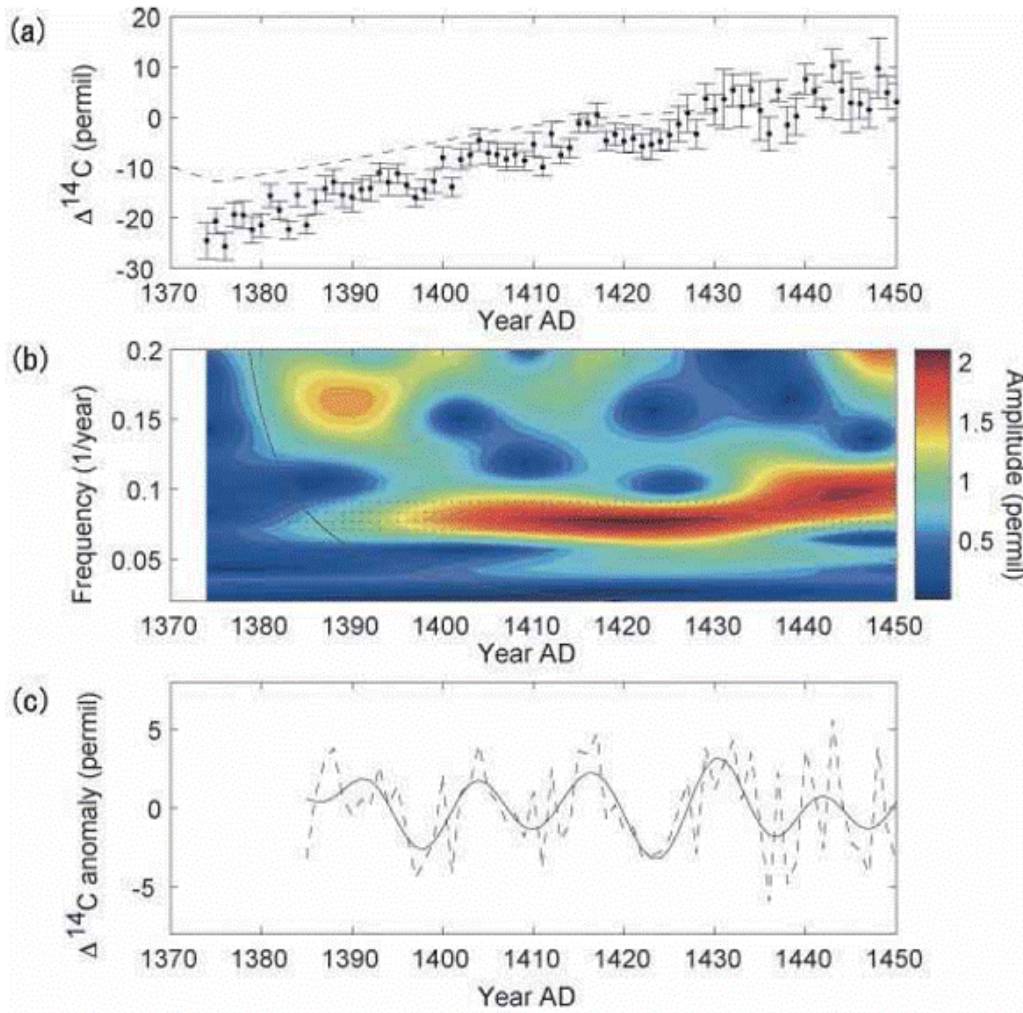 (a)
Δ¹⁴C (permil)
20
10
0
-10
-20
-30
1370 1380 1390 1400 1410 1420 1430 1440 1450
Year AD
(b)
Frequency (1/year)
0.2
0.15
0.1
0.05
1370 1380 1390 1400 1410 1420 1430 1440 1450
Year AD
2
1.5
1
0.5
Amplitude (permil)
(c)
Δ¹⁴C anomaly (permil)
5
0
-5
1370 1380 1390 1400 1410 1420 1430 1440 1450
Year AD